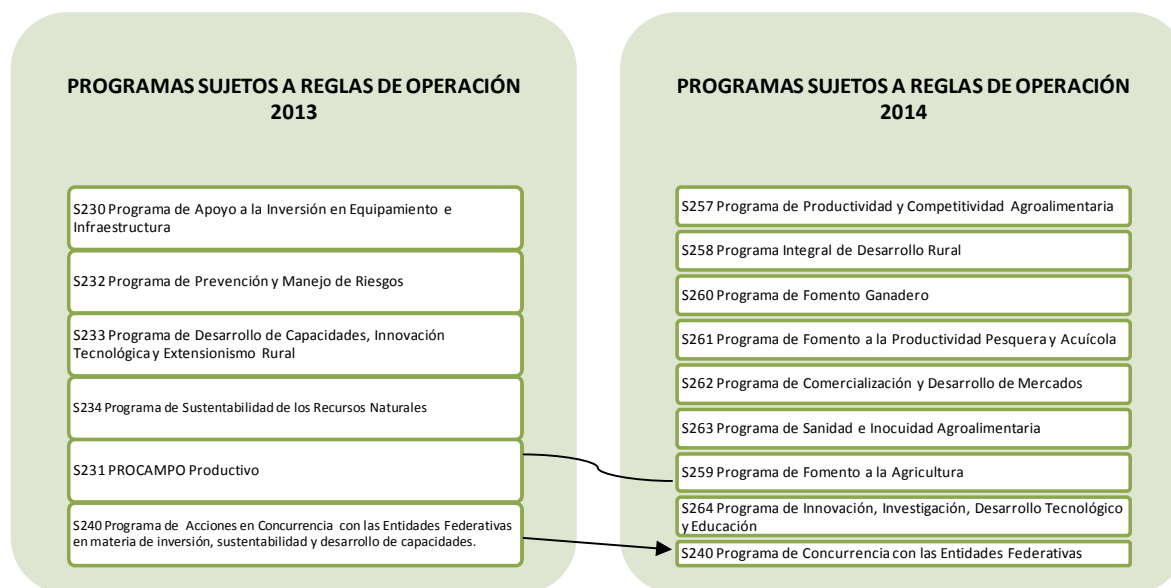 PROGRAMAS SUJETOS A REGLAS DE OPERACIÓN
2013
S230 Programa de Apoyo a la Inversión en Equipamiento e
Infraestructura
S232 Programa de Prevención y Manejo de Riesgos
S233 Programa de Desarrollo de Capacidades, Innovación
Tecnológica y Extensionismo Rural
S234 Programa de Sustentabilidad de los Recursos Naturales
S231 PROCAMPO Productivo
S240 Programa de Acciones en Concurrencia con las Entidades Federativas
en materia de inversión, sustentabilidad y desarrollo de capacidades.
PROGRAMAS SUJETOS A REGLAS DE OPERACIÓN
2014
S257 Programa de Productividad y Competitividad Agroalimentaria
S258 Programa Integral de Desarrollo Rural
S260 Programa de Fomento Ganadero
S261 Programa de Fomento a la Productividad Pesquera y Acuícola
S262 Programa de Comercialización y Desarrollo de Mercados
S263 Programa de Sanidad e Inocuidad Agroalimentaria
S259 Programa de Fomento a la Agricultura
S264 Programa de Innovación, Investigación, Desarrollo Tecnológico
y Educación
S240 Programa de Concurrencia con las Entidades Federativas